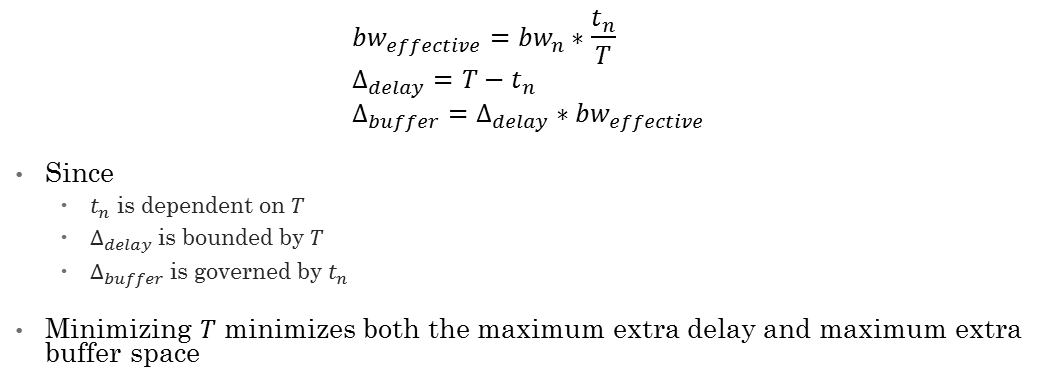 bw_effective = bw_n * t_n/T
Δ_delay = T − t_n
Δ_buffer = Δ_delay * bw_effective
• Since
• t_n is dependent on T
• Δ_delay is bounded by T
• Δ_buffer is governed by t_n
• Minimizing T minimizes both the maximum extra delay and maximum extra
buffer space